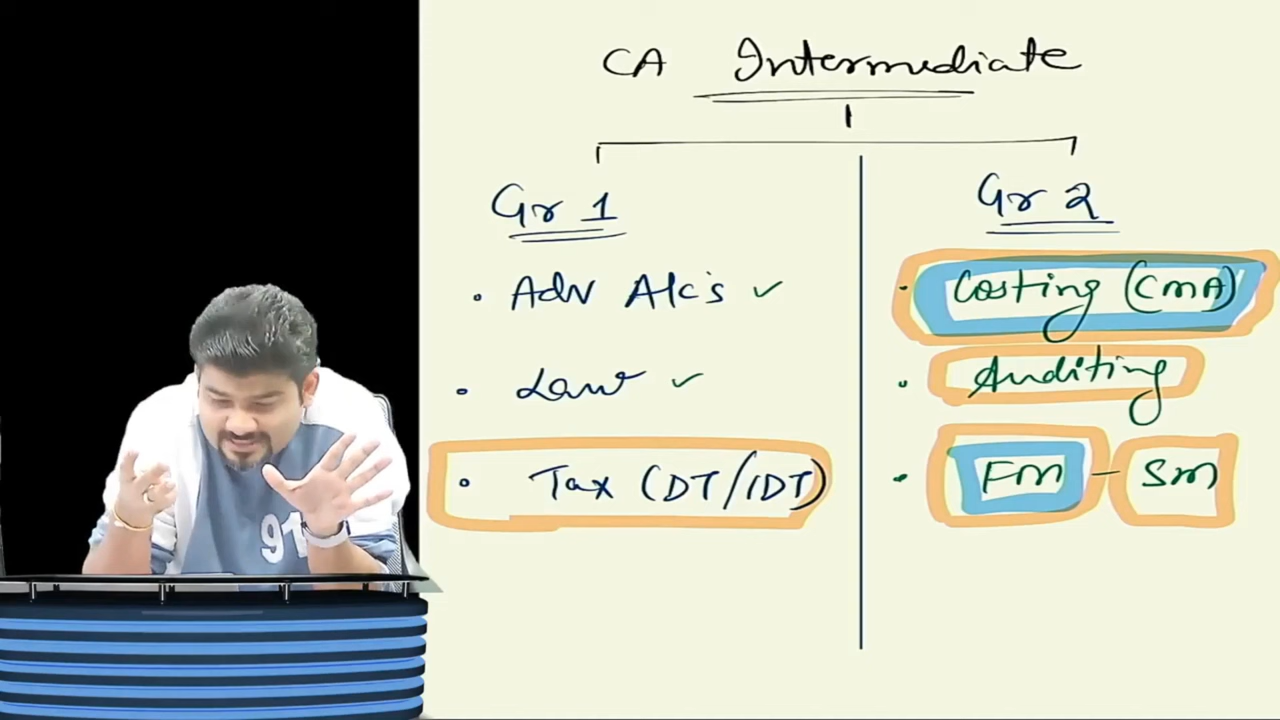 CA Intermediate
Gr 1
• Adv A/c's ✓
• Law ✓
• Tax (DT/IDT)
Gr 2
• Costing (CMA)
• Auditing
• FM - SM
91